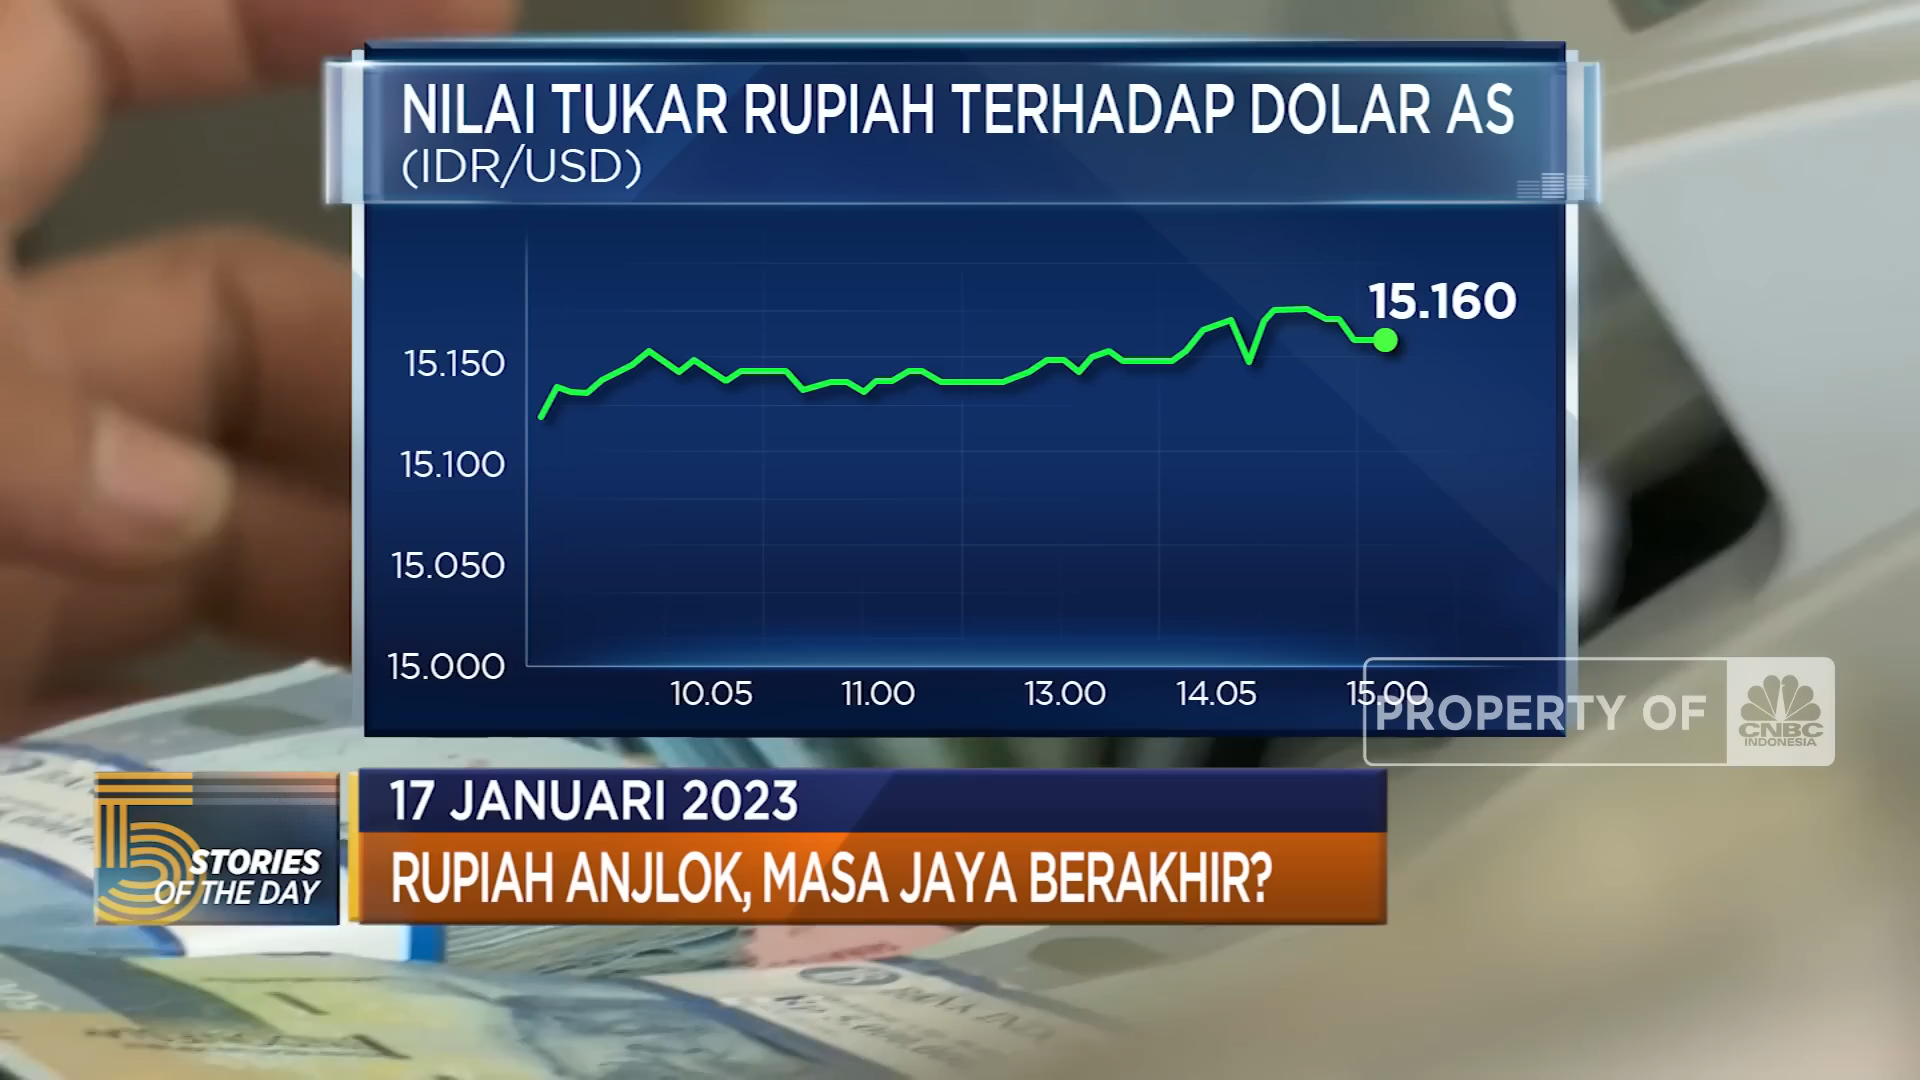 NILAI TUKAR RUPIAH TERHADAP DOLAR AS
(IDR/USD)
15.160
15.150
15.100
15.050
15.000
10.05 11.00 13.00 14.05 15.00
PROPERTY OF CNBC INDONESIA
17 JANUARI 2023
5 STORIES OF THE DAY
RUPIAH ANJLOK, MASA JAYA BERAKHIR?